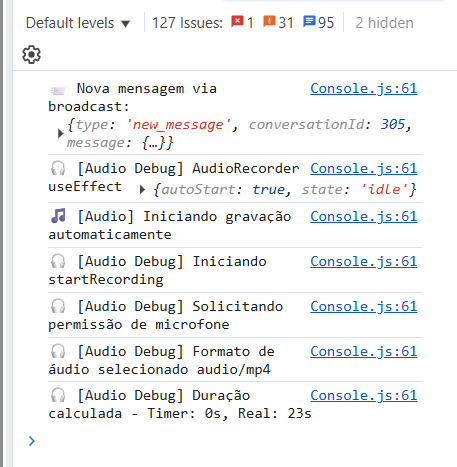 Default levels ▼ 127 Issues: 1 31 95 2 hidden
📨 Nova mensagem via Console.js:61
broadcast:
{type: 'new_message', conversationId: 305,
message: {…}}
🎧 [Audio Debug] AudioRecorder Console.js:61
useEffect ▶ {autoStart: true, state: 'idle'}
🎵 [Audio] Iniciando gravação Console.js:61
automaticamente
🎧 [Audio Debug] Iniciando Console.js:61
startRecording
🎧 [Audio Debug] Solicitando Console.js:61
permissão de microfone
🎧 [Audio Debug] Formato de Console.js:61
áudio selecionado audio/mp4
🎧 [Audio Debug] Duração Console.js:61
calculada - Timer: 0s, Real: 23s